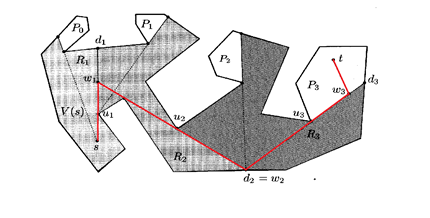 P₀
P₁
d₁
R₁
P₂
t
w₁
P₃
d₃
w₃
V(s)
u₁
u₂
u₃
R₃
s
R₂
d₂ = w₂